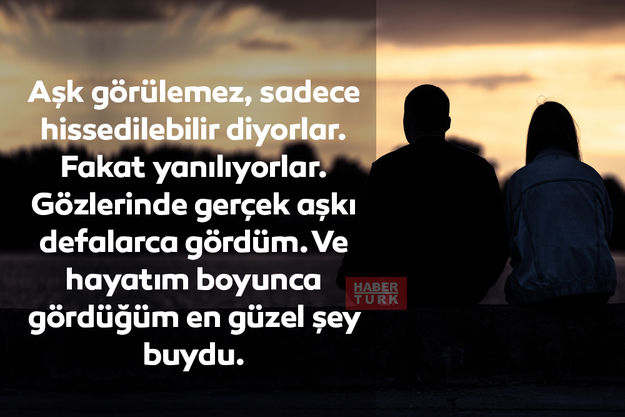 Aşk görülemez, sadece
hissedilebilir diyorlar.
Fakat yanılıyorlar.
Gözlerinde gerçek aşkı
defalarca gördüm. Ve
hayatım boyunca
gördüğüm en güzel şey
buydu.
HABER
TURK